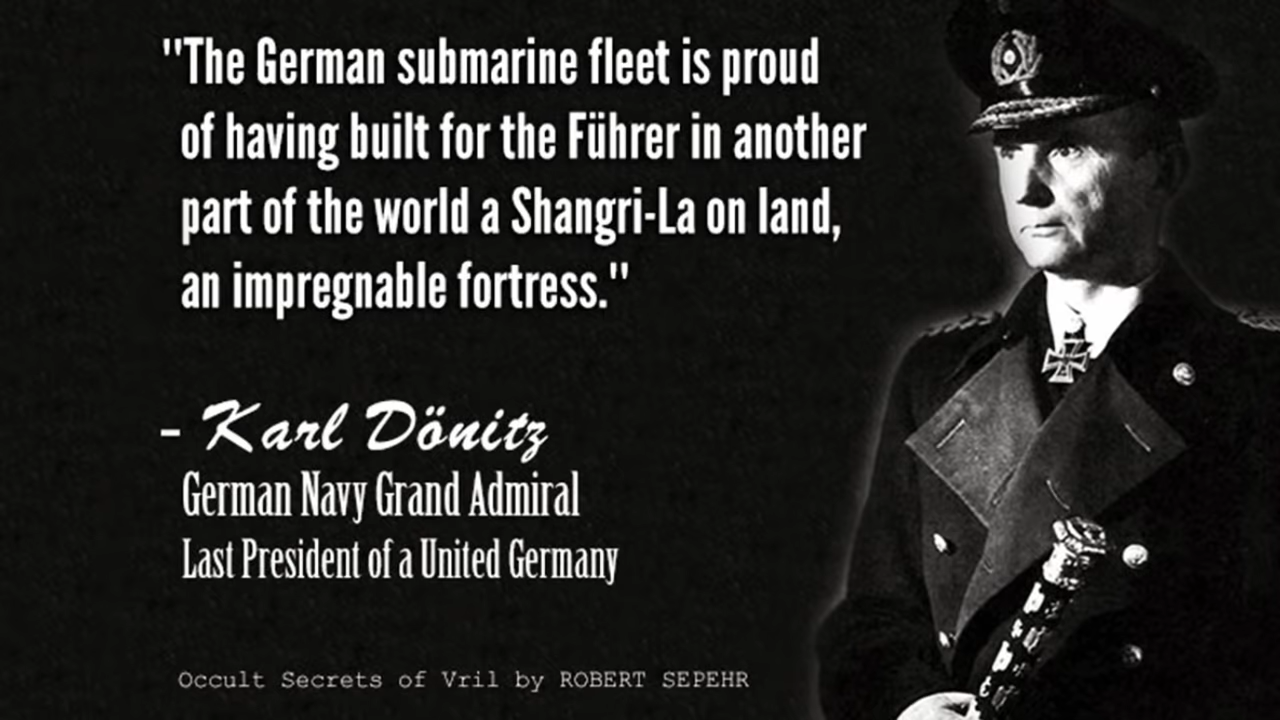 "The German submarine fleet is proud
of having built for the Führer in another
part of the world a Shangri-La on land,
an impregnable fortress."
- Karl Dönitz
German Navy Grand Admiral
Last President of a United Germany
Occult Secrets of Vril by ROBERT SEPEHR